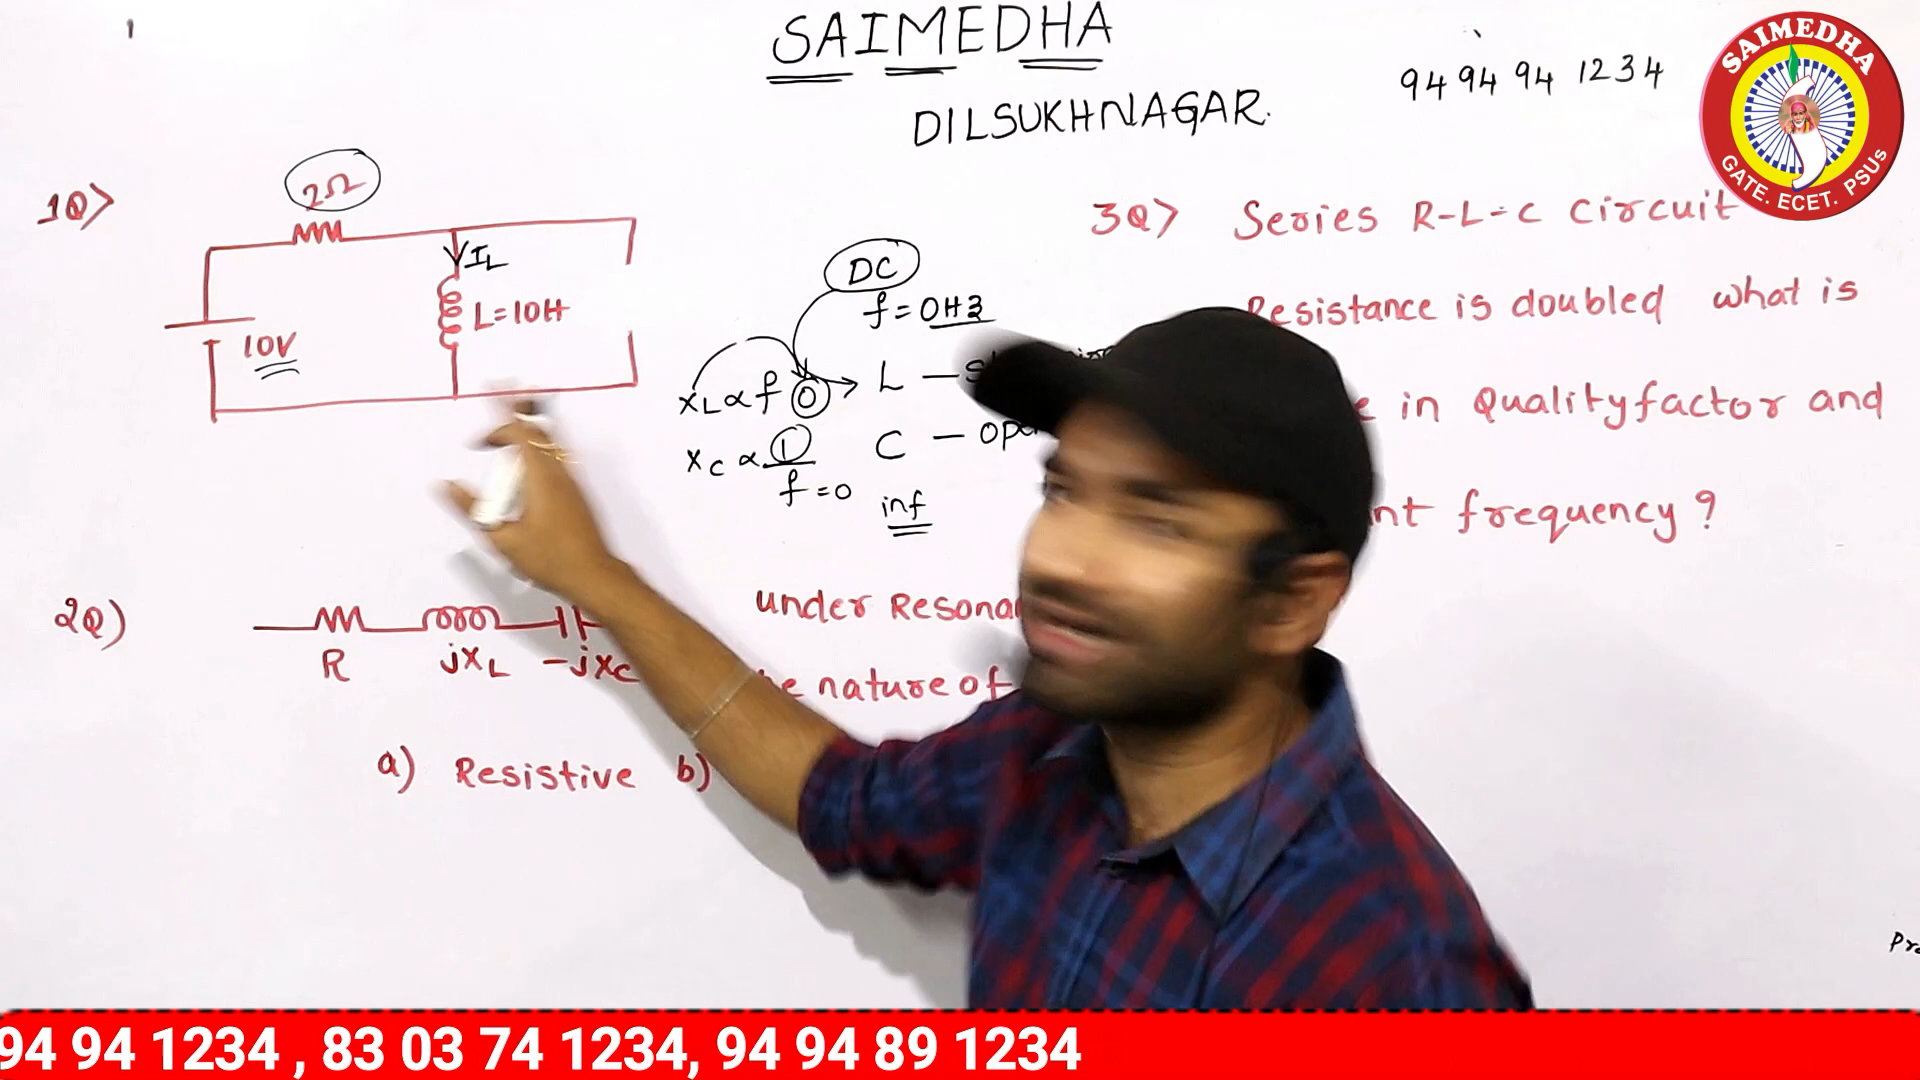 SAIMEDHA
DILSUKHNAGAR.
94 94 94 1234
SAIMEDHA
GATE. ECET. PSUs
1Q>
2Ω
IL
L=10H
10V
DC
f=0Hz
XL∝f 0 → L —
XC∝1/f=0
C — open
inf
2Q)
R jXL -jXC
under Resonan
nature of
a) Resistive b)
3Q> Series R-L-C circuit
Resistance is doubled what is
in Qualityfactor and
frequency?
94 94 1234 , 83 03 74 1234, 94 94 89 1234